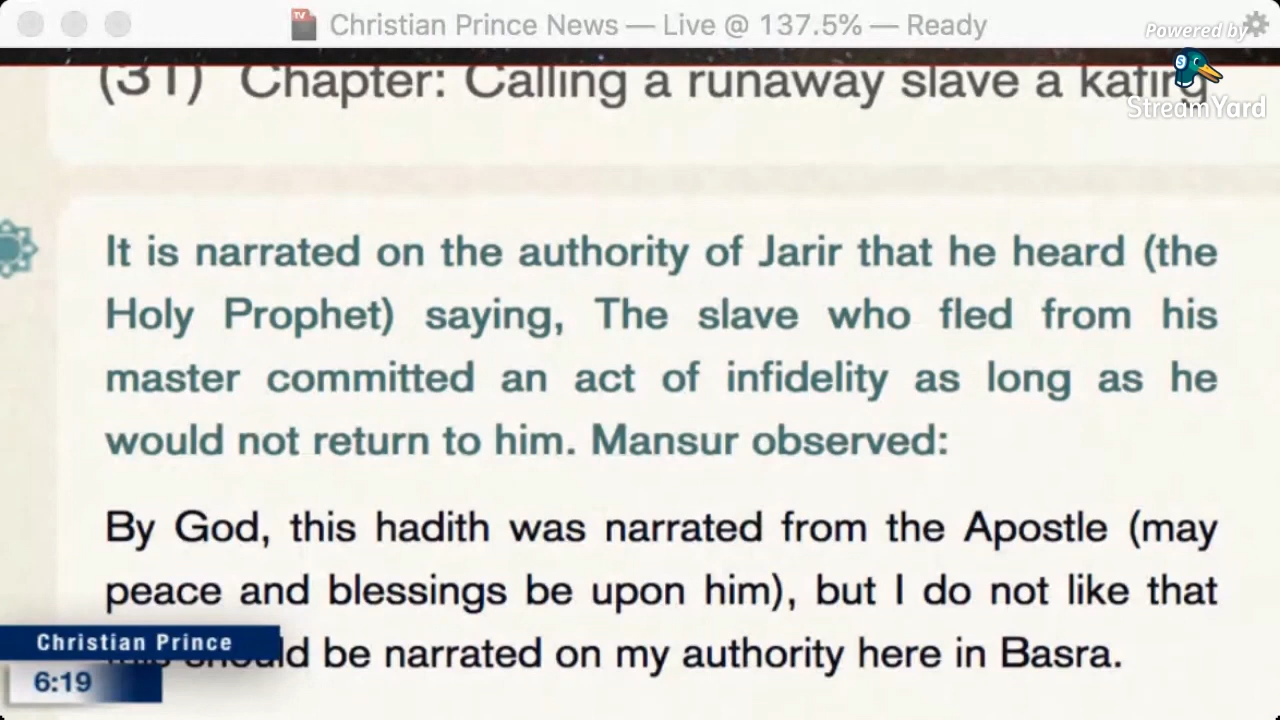 Christian Prince News — Live @ 137.5% — Ready
Powered by
StreamYard
(31) Chapter: Calling a runaway slave a kafir
It is narrated on the authority of Jarir that he heard (the
Holy Prophet) saying, The slave who fled from his
master committed an act of infidelity as long as he
would not return to him. Mansur observed:
By God, this hadith was narrated from the Apostle (may
peace and blessings be upon him), but I do not like that
this should be narrated on my authority here in Basra.
Christian Prince
6:19